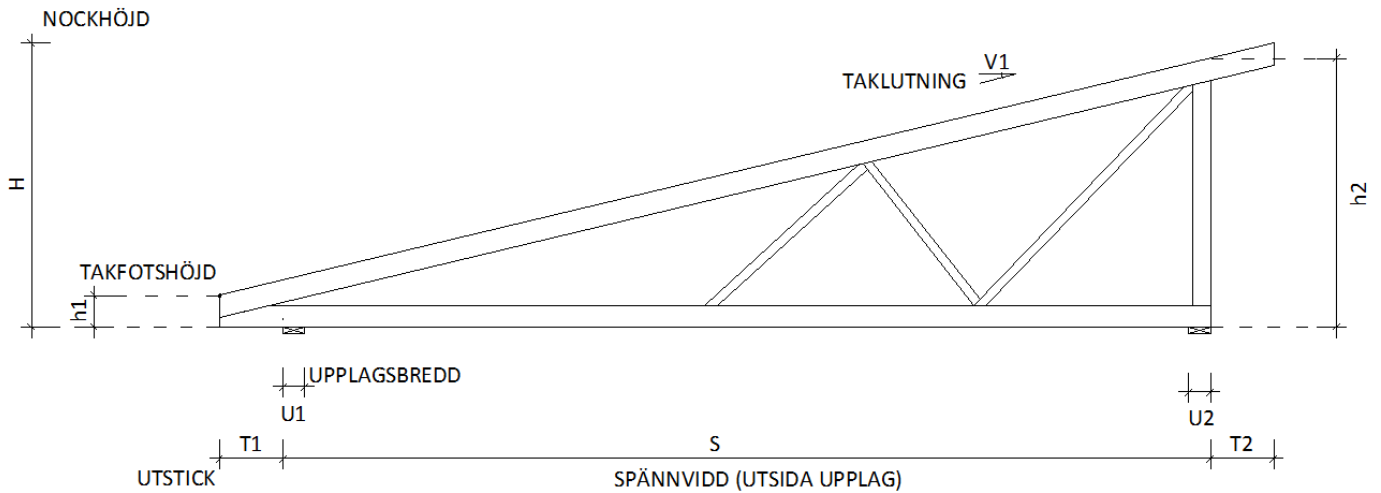 NOCKHÖJD
V1
TAKLUTNING
H
h2
TAKFOTSHÖJD
h1
UPPLAGSBREDD
U1
U2
T1
S
T2
UTSTICK
SPÄNNVIDD (UTSIDA UPPLAG)